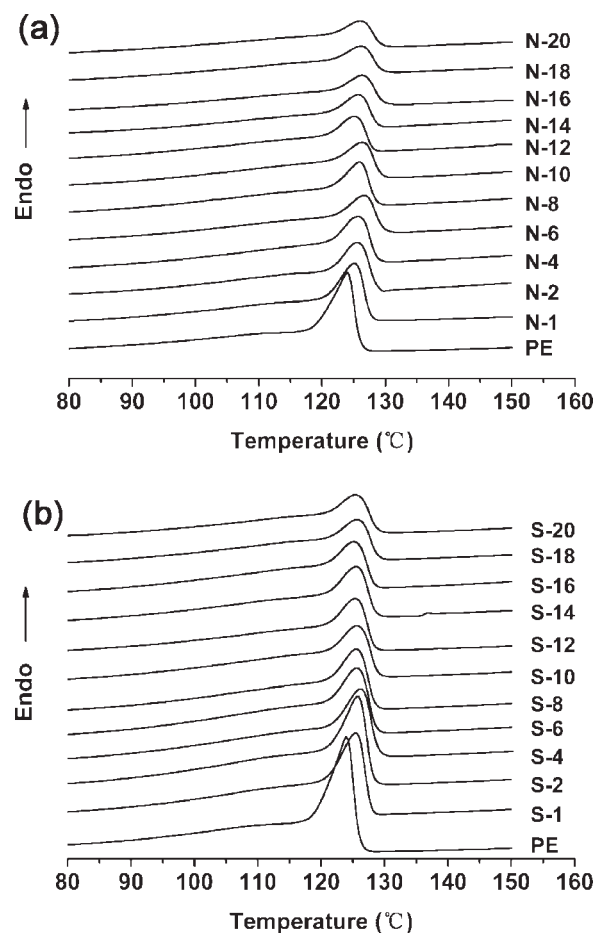 (a)
Endo
N-20
N-18
N-16
N-14
N-12
N-10
N-8
N-6
N-4
N-2
N-1
PE
80 90 100 110 120 130 140 150 160
Temperature (℃)
(b)
Endo
S-20
S-18
S-16
S-14
S-12
S-10
S-8
S-6
S-4
S-2
S-1
PE
80 90 100 110 120 130 140 150 160
Temperature (℃)